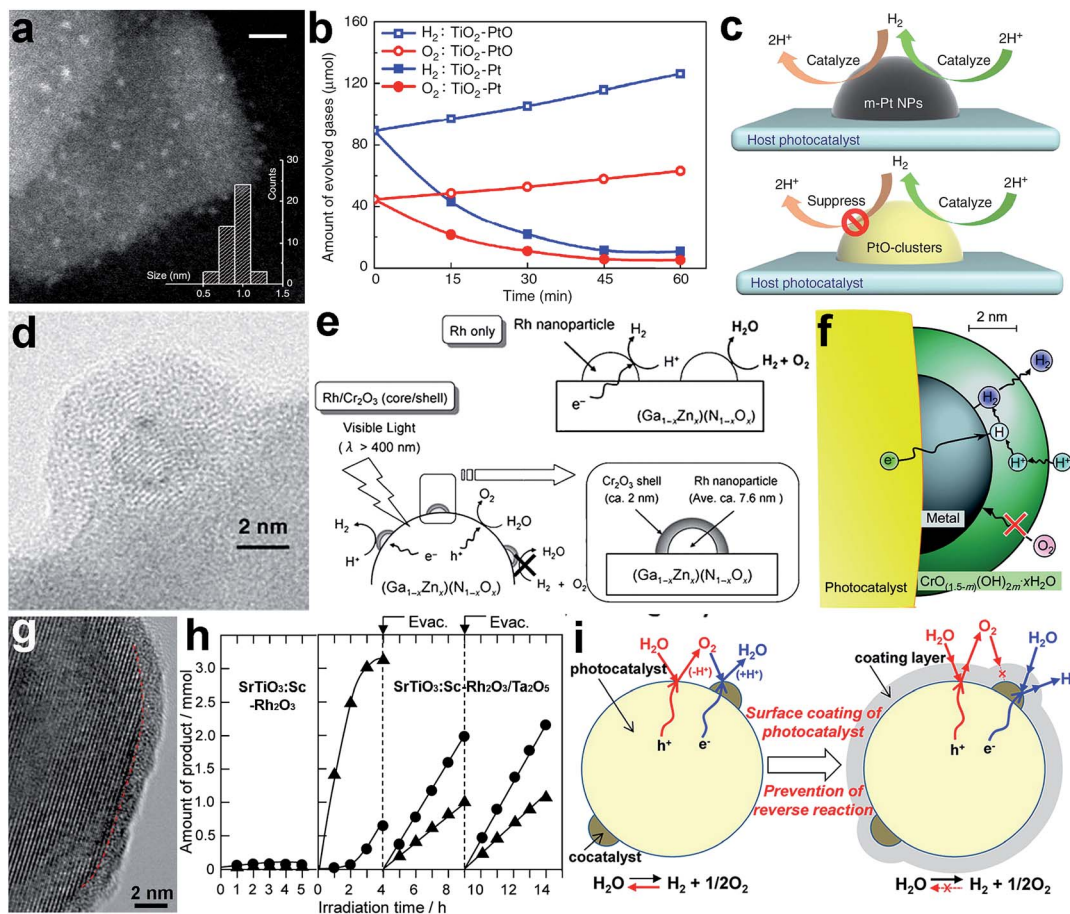 a
30
20
10
0
Counts
Size (nm)
0.5
1.0
1.5
b
H₂: TiO₂-PtO
O₂: TiO₂-PtO
H₂: TiO₂-Pt
O₂: TiO₂-Pt
Amount of evolved gases (μmol)
160
120
80
40
0
0
15
30
45
60
Time (min)
c
H₂
2H⁺
2H⁺
Catalyze
Catalyze
m-Pt NPs
Host photocatalyst
H₂
2H⁺
2H⁺
Suppress
Catalyze
PtO-clusters
Host photocatalyst
d
2 nm
e
Rh only
Rh nanoparticle
H₂
H⁺
H₂O
H₂ + O₂
e⁻
(Ga₁₋ₓZnₓ)(N₁₋ₓOₓ)
Rh/Cr₂O₃ (core/shell)
Visible Light
(λ > 400 nm)
O₂
H₂O
H₂
H⁺
e⁻
h⁺
H₂O
H₂ + O₂
(Ga₁₋ₓZnₓ)(N₁₋ₓOₓ)
Cr₂O₃ shell
(ca. 2 nm)
Rh nanoparticle
(Ave. ca. 7.6 nm)
(Ga₁₋ₓZnₓ)(N₁₋ₓOₓ)
f
2 nm
H₂
H₂
H
e⁻
H⁺
H⁺
Metal
O₂
Photocatalyst
CrO(1.5-m)(OH)2m·xH₂O
g
2 nm
h
Evac.
Evac.
Amount of product / mmol
3.0
2.5
2.0
1.5
1.0
0.5
0
SrTiO₃:Sc
-Rh₂O₃
SrTiO₃:Sc-Rh₂O₃/Ta₂O₅
0 1 2 3 4 5
0 2 4 6 8 10 12 14
Irradiation time / h
i
photocatalyst
H₂O
O₂
H₂O
(-H⁺)
(+H⁺)
h⁺
e⁻
cocatalyst
H₂O
H₂ + 1/2O₂
Surface coating of
photocatalyst
Prevention of
reverse reaction
coating layer
H₂O
O₂
H₂O
x
h⁺
e⁻
H₂O
x
H₂ + 1/2O₂